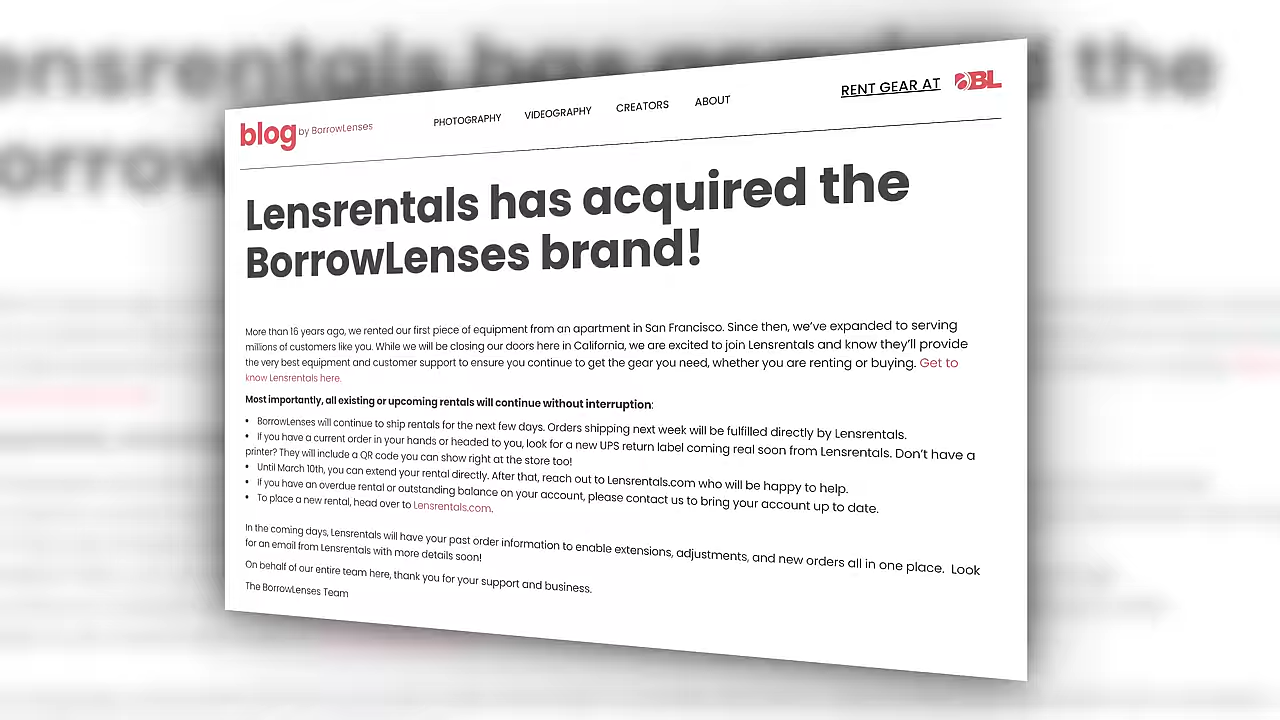 blog by BorrowLenses
PHOTOGRAPHY VIDEOGRAPHY CREATORS ABOUT
RENT GEAR AT BL
Lensrentals has acquired the
BorrowLenses brand!
More than 16 years ago, we rented our first piece of equipment from an apartment in San Francisco. Since then, we've expanded to serving
millions of customers like you. While we will be closing our doors here in California, we are excited to join Lensrentals and know they'll provide
the very best equipment and customer support to ensure you continue to get the gear you need, whether you are renting or buying. Get to
know Lensrentals here.
Most importantly, all existing or upcoming rentals will continue without interruption:
• BorrowLenses will continue to ship rentals for the next few days. Orders shipping next week will be fulfilled directly by Lensrentals.
• If you have a current order in your hands or headed to you, look for a new UPS return label coming real soon from Lensrentals. Don't have a
printer? They will include a QR code you can show right at the store too!
• Until March 10th, you can extend your rental directly. After that, reach out to Lensrentals.com who will be happy to help.
• If you have an overdue rental or outstanding balance on your account, please contact us to bring your account up to date.
• To place a new rental, head over to Lensrentals.com.
In the coming days, Lensrentals will have your past order information to enable extensions, adjustments, and new orders all in one place. Look
for an email from Lensrentals with more details soon!
On behalf of our entire team here, thank you for your support and business.
The BorrowLenses Team